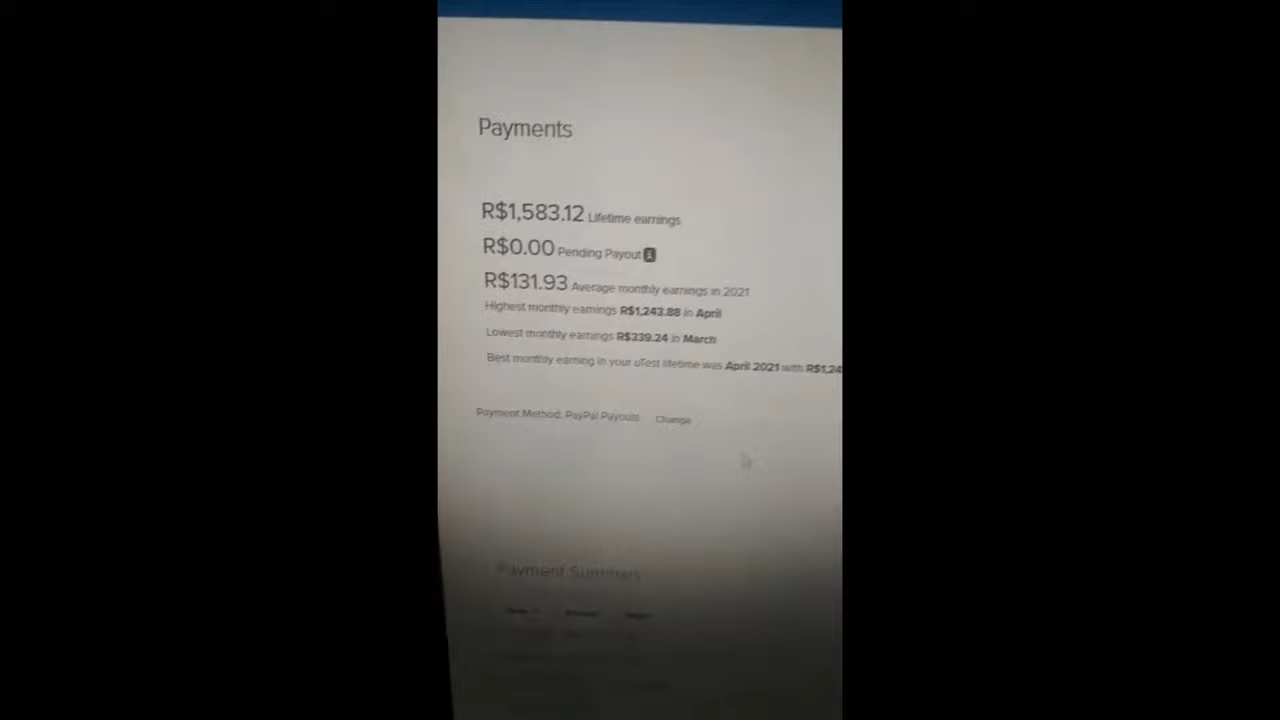 Payments
R$1,583.12 Lifetime earnings
R$0.00 Pending Payout
R$131.93 Average monthly earnings in 2021
Highest monthly earnings R$1,243.88 in April
Lowest monthly earnings R$339.24 in March
Best monthly earning in your uTest lifetime was April 2021 with R$1,24
Payment Method: PayPal Payouts Change
Payment Summary